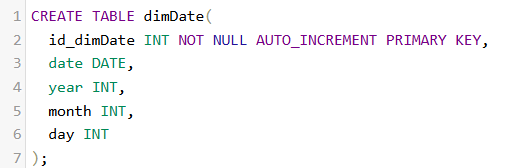 1 CREATE TABLE dimDate(
2 id_dimDate INT NOT NULL AUTO_INCREMENT PRIMARY KEY,
3 date DATE,
4 year INT,
5 month INT,
6 day INT
7 );